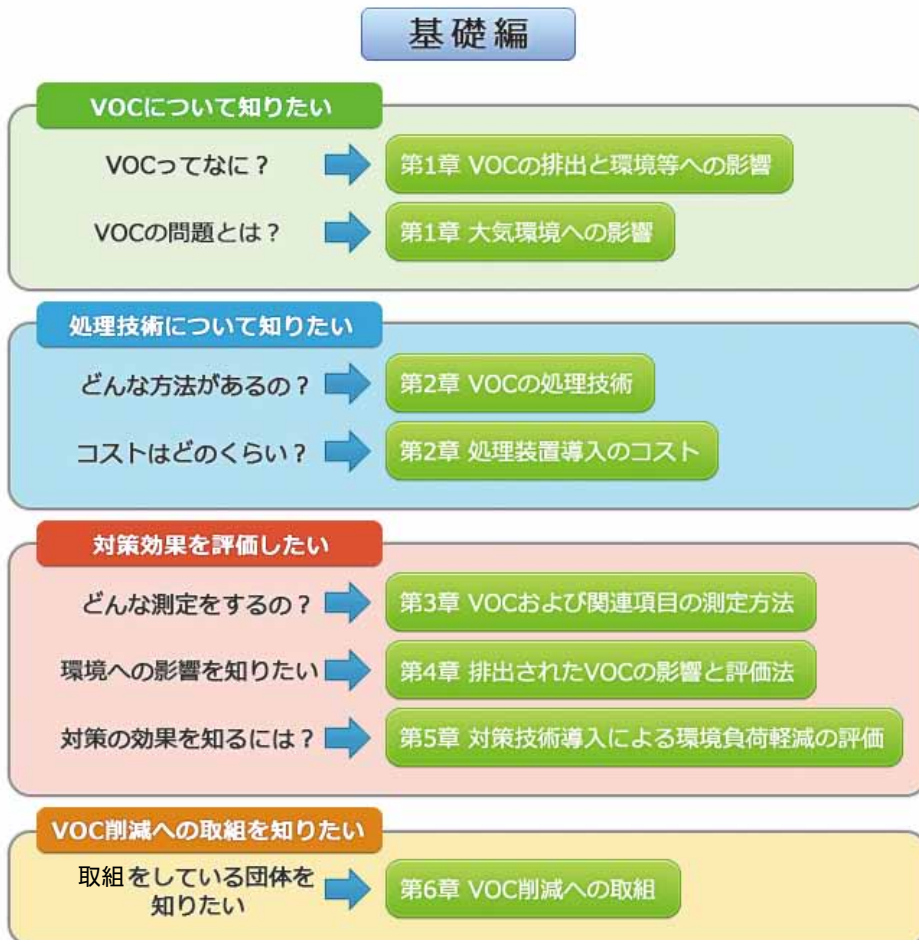 基礎編
VOCについて知りたい
VOCってなに？
第1章 VOCの排出と環境等への影響
VOCの問題とは？
第1章 大気環境への影響
処理技術について知りたい
どんな方法があるの？
第2章 VOCの処理技術
コストはどのくらい？
第2章 処理装置導入のコスト
対策効果を評価したい
どんな測定をするの？
第3章 VOCおよび関連項目の測定方法
環境への影響を知りたい
第4章 排出されたVOCの影響と評価法
対策の効果を知るには？
第5章 対策技術導入による環境負荷軽減の評価
VOC削減への取組を知りたい
取組をしている団体を
知りたい
第6章 VOC削減への取組